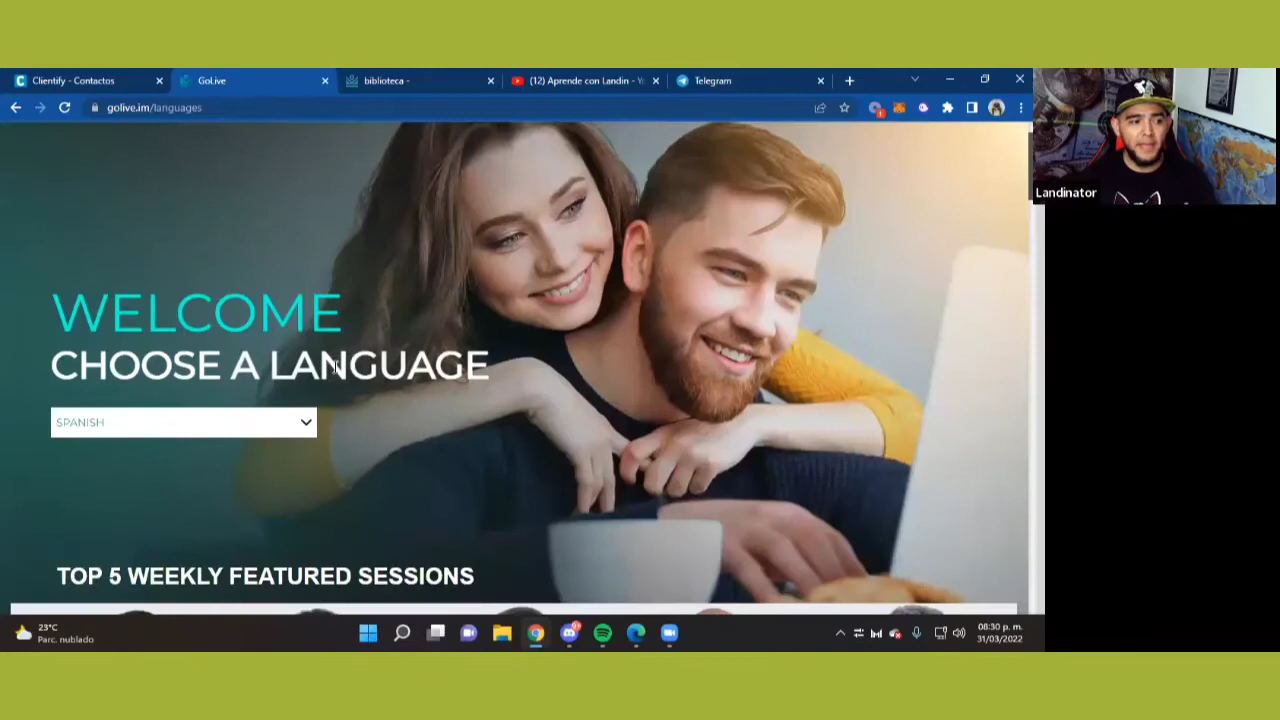 Clientify - Contactos
GoLive
biblioteca -
(12) Aprende con Landin - Y
Telegram
golive.im/languages
Landinator
WELCOME
CHOOSE A LANGUAGE
SPANISH
TOP 5 WEEKLY FEATURED SESSIONS
23°C
Parc. nublado
08:30 p. m.
31/03/2022